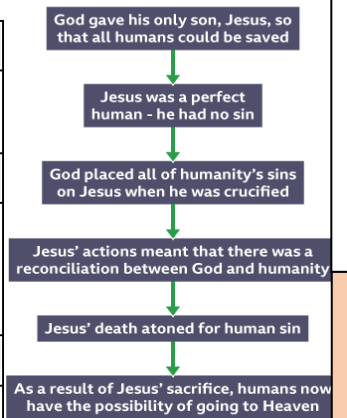 God gave his only son, Jesus, so
that all humans could be saved
Jesus was a perfect
human - he had no sin
God placed all of humanity's sins
on Jesus when he was crucified
Jesus' actions meant that there was a
reconciliation between God and humanity
Jesus' death atoned for human sin
As a result of Jesus' sacrifice, humans now
have the possibility of going to Heaven